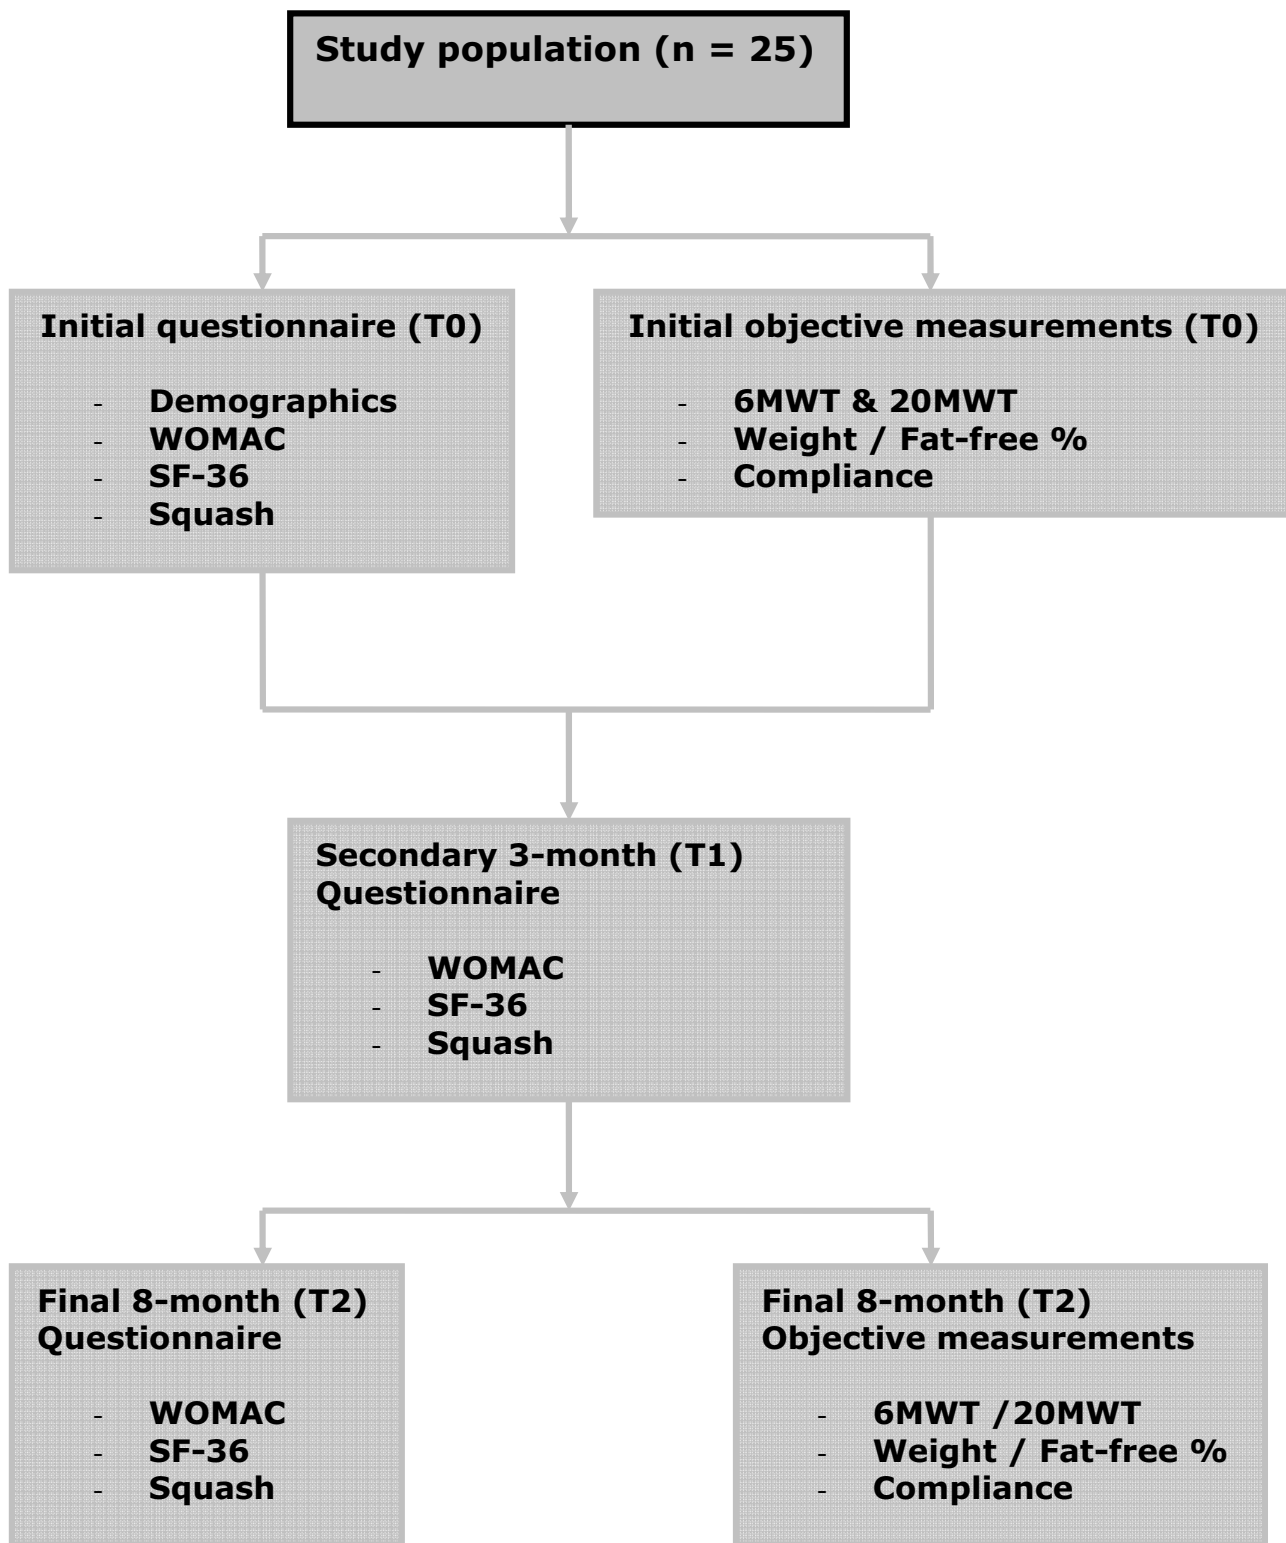 Study population (n = 25)
Initial questionnaire (T0)
- Demographics
- WOMAC
- SF-36
- Squash
Initial objective measurements (T0)
- 6MWT & 20MWT
- Weight / Fat-free %
- Compliance
Secondary 3-month (T1)
Questionnaire
- WOMAC
- SF-36
- Squash
Final 8-month (T2)
Questionnaire
- WOMAC
- SF-36
- Squash
Final 8-month (T2)
Objective measurements
- 6MWT /20MWT
- Weight / Fat-free %
- Compliance